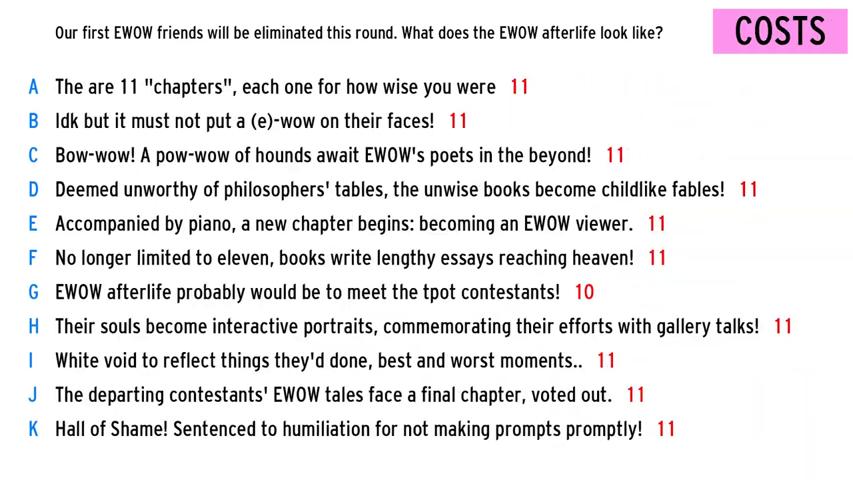 Our first EWOW friends will be eliminated this round. What does the EWOW afterlife look like?
COSTS
A The are 11 "chapters", each one for how wise you were 11
B Idk but it must not put a (e)-wow on their faces! 11
C Bow-wow! A pow-wow of hounds await EWOW's poets in the beyond! 11
D Deemed unworthy of philosophers' tables, the unwise books become childlike fables! 11
E Accompanied by piano, a new chapter begins: becoming an EWOW viewer. 11
F No longer limited to eleven, books write lengthy essays reaching heaven! 11
G EWOW afterlife probably would be to meet the tpot contestants! 10
H Their souls become interactive portraits, commemorating their efforts with gallery talks! 11
I White void to reflect things they'd done, best and worst moments.. 11
J The departing contestants' EWOW tales face a final chapter, voted out. 11
K Hall of Shame! Sentenced to humiliation for not making prompts promptly! 11